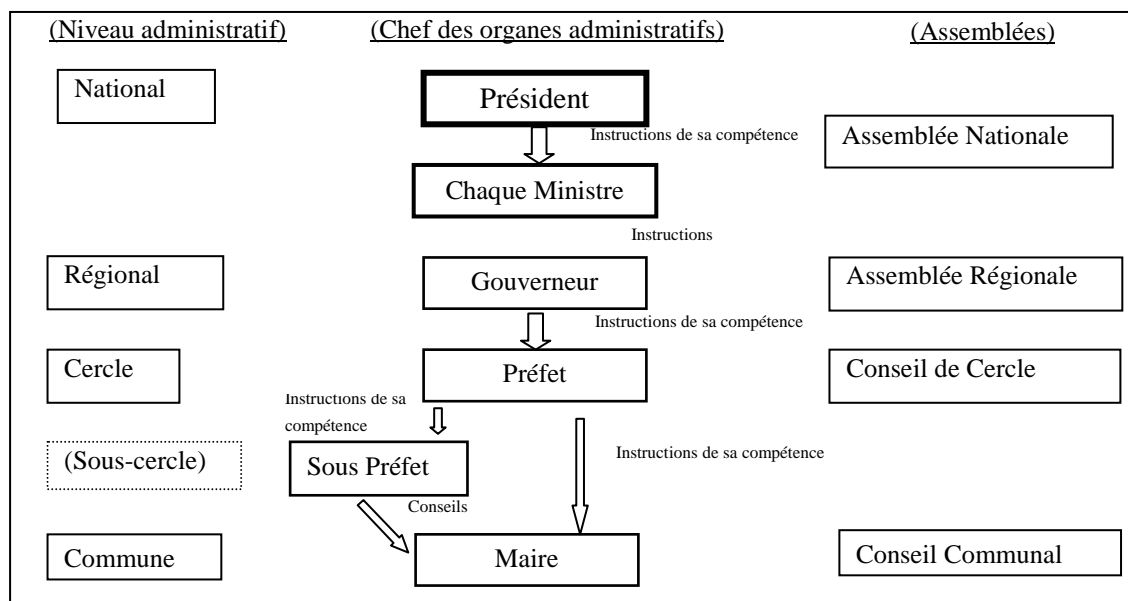 (Niveau administratif) (Chef des organes administratifs) (Assemblées)
National
Président
Instructions de sa compétence
Assemblée Nationale
Chaque Ministre
Instructions
Régional
Gouverneur
Assemblée Régionale
Instructions de sa compétence
Cercle
Préfet
Conseil de Cercle
Instructions de sa
compétence
(Sous-cercle)
Sous Préfet
Instructions de sa compétence
Conseils
Commune
Maire
Conseil Communal